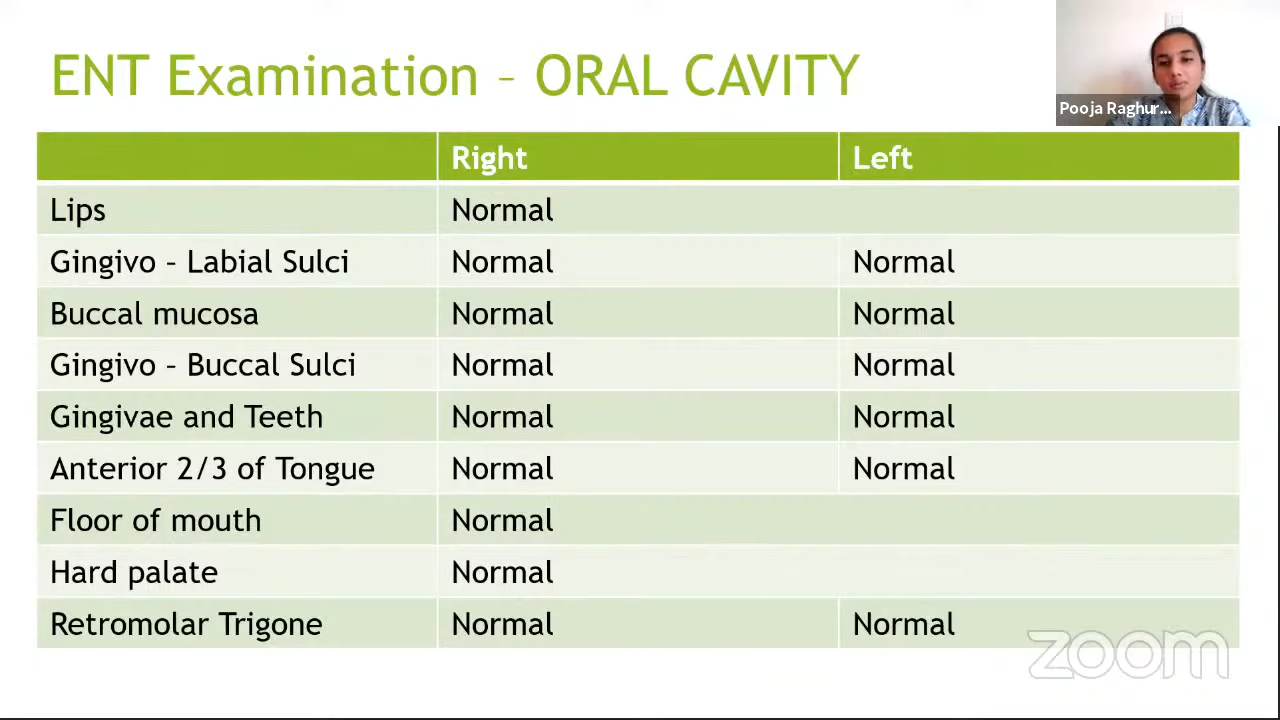 ENT Examination – ORAL CAVITY
Pooja Raghur...
Right Left
Lips Normal
Gingivo – Labial Sulci Normal Normal
Buccal mucosa Normal Normal
Gingivo – Buccal Sulci Normal Normal
Gingivae and Teeth Normal Normal
Anterior 2/3 of Tongue Normal Normal
Floor of mouth Normal
Hard palate Normal
Retromolar Trigone Normal Normal
zoom